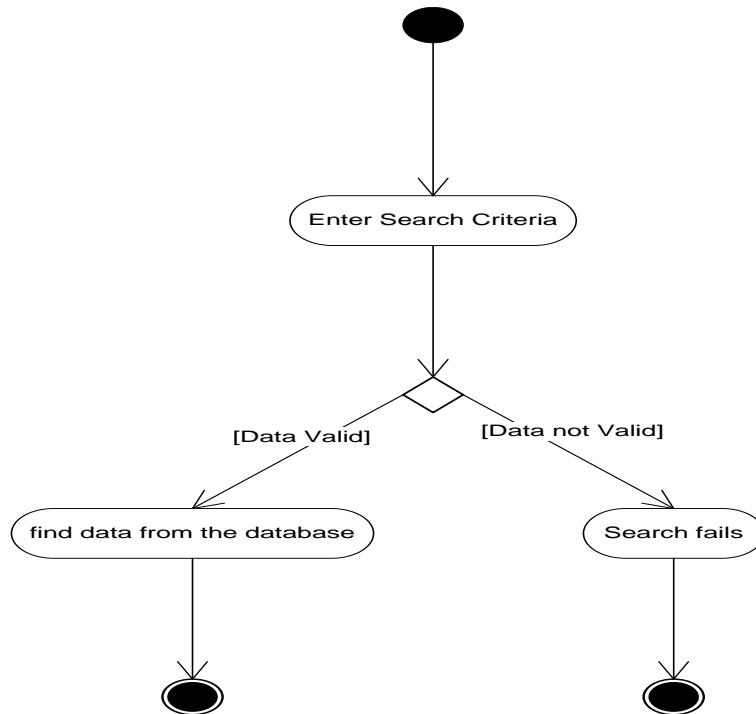 Enter Search Criteria
[Data Valid]
[Data not Valid]
find data from the database
Search fails